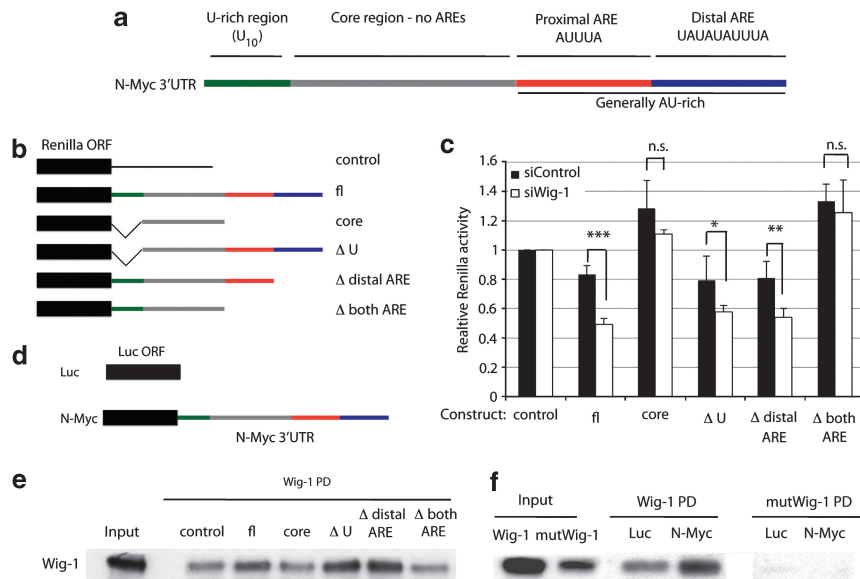 a
U-rich region Core region - no AREs Proximal ARE Distal ARE
(U10) AUUUA UAUAUAUUUA
N-Myc 3'UTR
Generally AU-rich
b
Renilla ORF
control
fl
core
Δ U
Δ distal ARE
Δ both ARE
c
siControl
siWig-1
n.s.
***
*
**
n.s.
Realtive Renilla activity
1.6
1.4
1.2
1
0.8
0.6
0.4
0.2
0
Construct: control fl core Δ U Δ distal ARE Δ both ARE
d
Luc ORF
Luc
N-Myc
N-Myc 3'UTR
e
Wig-1 PD
Input control fl core Δ U Δ distal ARE Δ both ARE
Wig-1
f
Input Wig-1 PD mutWig-1 PD
Wig-1 mutWig-1 Luc N-Myc Luc N-Myc